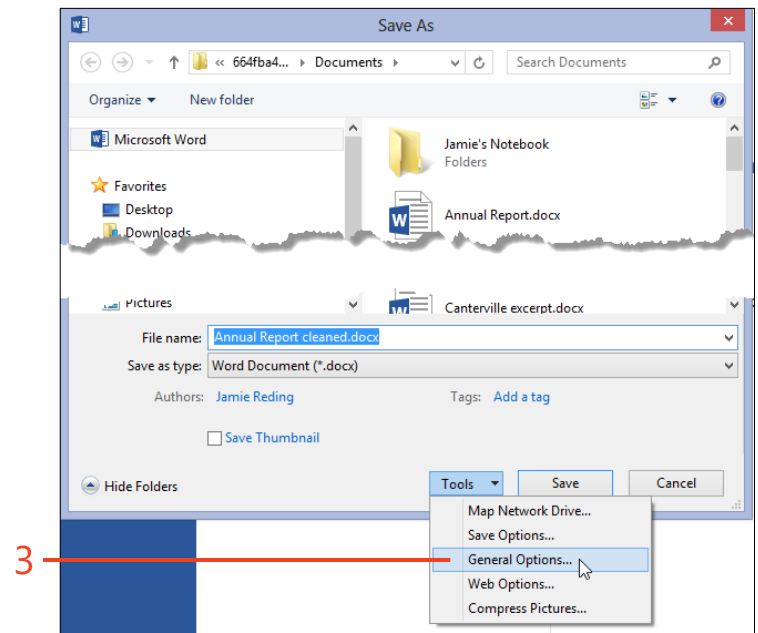 Save As
« 664fba4... Documents
Search Documents
Organize New folder
Microsoft Word
Jamie's Notebook
Folders
Favorites
Desktop
Annual Report.docx
Downloads
Pictures
Canterville excerpt.docx
File name: Annual Report cleaned.docx
Save as type: Word Document (*.docx)
Authors: Jamie Reding Tags: Add a tag
Save Thumbnail
Hide Folders Tools Save Cancel
Map Network Drive...
Save Options...
3
General Options...
Web Options...
Compress Pictures...